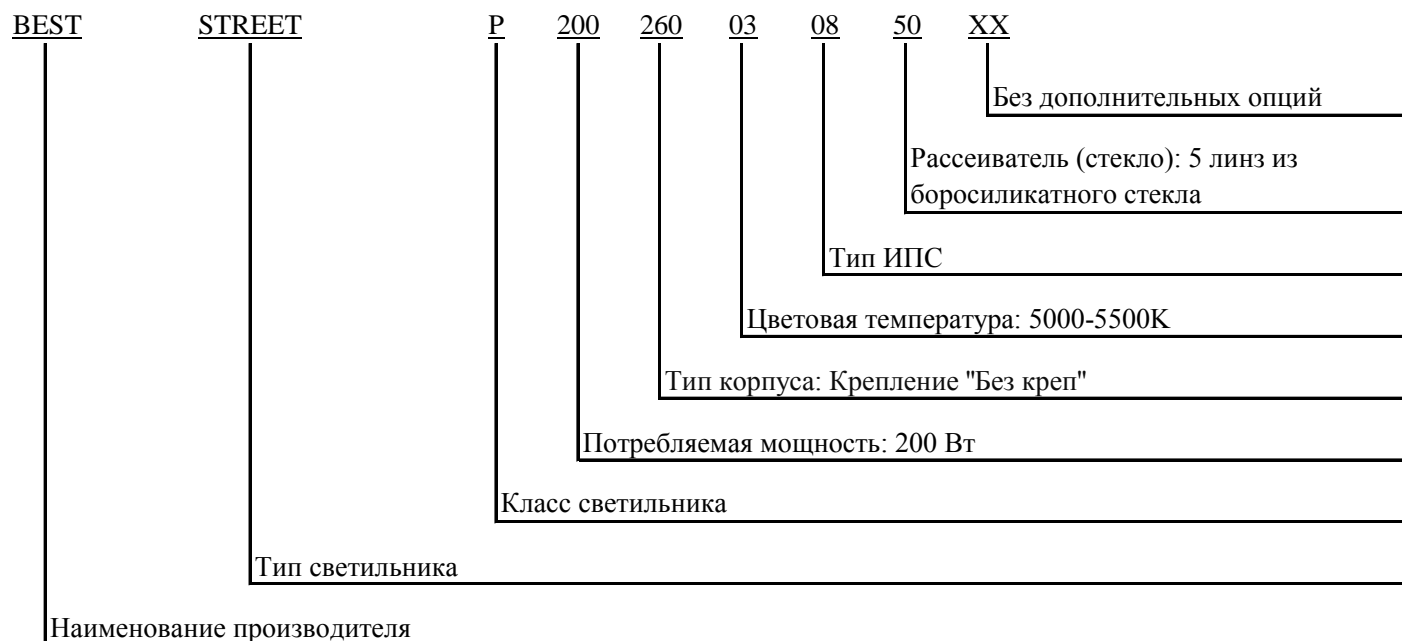 BEST STREET P 200 260 03 08 50 XX
Без дополнительных опций
Рассеиватель (стекло): 5 линз из
боросиликатного стекла
Тип ИПС
Цветовая температура: 5000-5500K
Тип корпуса: Крепление "Без креп"
Потребляемая мощность: 200 Вт
Класс светильника
Тип светильника
Наименование производителя